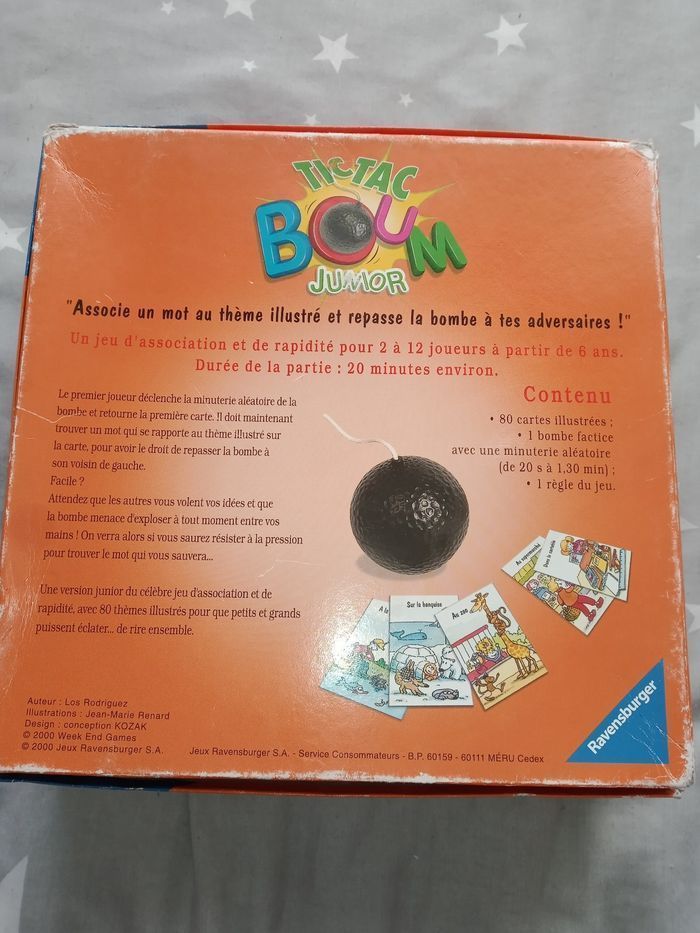 TIC TAC
BOUM
JUNIOR
"Associe un mot au thème illustré et repasse la bombe à tes adversaires !"
Un jeu d'association et de rapidité pour 2 à 12 joueurs à partir de 6 ans.
Durée de la partie : 20 minutes environ.
Le premier joueur déclenche la minuterie aléatoire de la
bombe et retourne la première carte. Il doit maintenant
trouver un mot qui se rapporte au thème illustré sur
la carte, pour avoir le droit de repasser la bombe à
son voisin de gauche.
Facile ?
Attendez que les autres vous volent vos idées et que
la bombe menace d'exploser à tout moment entre vos
mains ! On verra alors si vous saurez résister à la pression
pour trouver le mot qui vous sauvera...
Une version junior du célèbre jeu d'association et de
rapidité, avec 80 thèmes illustrés pour que petits et grands
puissent éclater... de rire ensemble.
Contenu
• 80 cartes illustrées ;
• 1 bombe factice
avec une minuterie aléatoire
(de 20 s à 1,30 min) ;
• 1 règle du jeu.
A la
Sur la banquise
Au zoo
Au supermarché
Dans la
Auteur : Los Rodriguez
Illustrations : Jean-Marie Renard
Design : conception KOZAK
© 2000 Week End Games
© 2000 Jeux Ravensburger S.A.
Jeux Ravensburger S.A. - Service Consommateurs - B.P. 60159 - 60111 MÉRU Cedex
Ravensburger